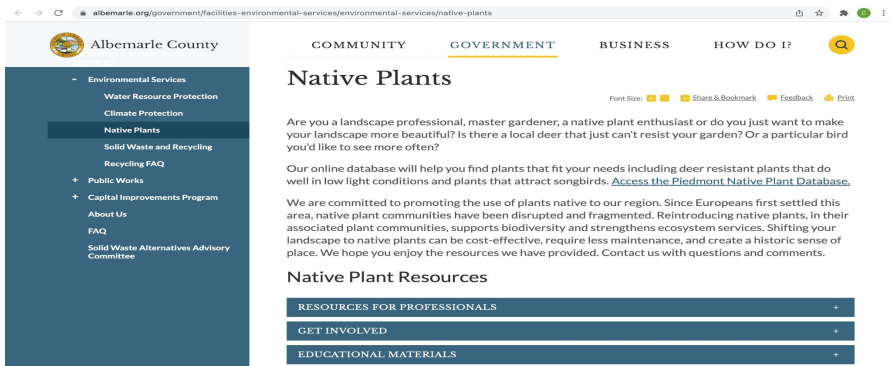 albemarle.org/government/facilities-environmental-services/environmental-services/native-plants
C
Albemarle County
COMMUNITY GOVERNMENT BUSINESS HOW DO I?
- Environmental Services
Water Resource Protection
Climate Protection
Native Plants
Solid Waste and Recycling
Recycling FAQ
+ Public Works
+ Capital Improvements Program
About Us
FAQ
Solid Waste Alternatives Advisory
Committee
Native Plants
Font Size: + - + Share & Bookmark Feedback Print
Are you a landscape professional, master gardener, a native plant enthusiast or do you just want to make
your landscape more beautiful? Is there a local deer that just can't resist your garden? Or a particular bird
you'd like to see more often?
Our online database will help you find plants that fit your needs including deer resistant plants that do
well in low light conditions and plants that attract songbirds. Access the Piedmont Native Plant Database.
We are committed to promoting the use of plants native to our region. Since Europeans first settled this
area, native plant communities have been disrupted and fragmented. Reintroducing native plants, in their
associated plant communities, supports biodiversity and strengthens ecosystem services. Shifting your
landscape to native plants can be cost-effective, require less maintenance, and create a historic sense of
place. We hope you enjoy the resources we have provided. Contact us with questions and comments.
Native Plant Resources
RESOURCES FOR PROFESSIONALS +
GET INVOLVED +
EDUCATIONAL MATERIALS +